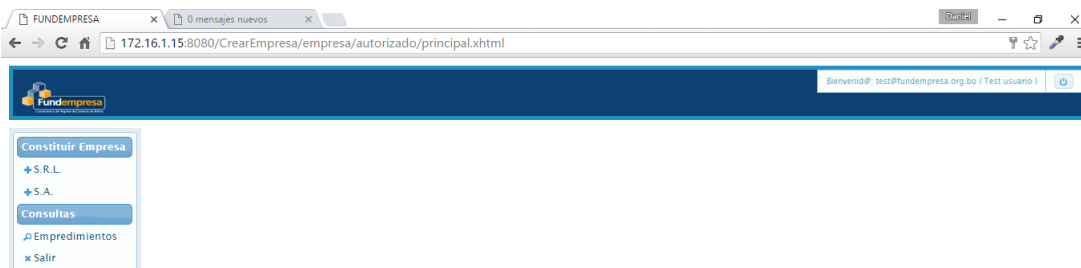 FUNDEMPRESA
0 mensajes nuevos
Daniel
172.16.1.15:8080/CrearEmpresa/empresa/autorizado/principal.xhtml
Bienvenid@: test@fundempresa.org.bo ( Test usuario )
Fundempresa
Constituir Empresa
S.R.L.
S.A.
Consultas
Empredimientos
Salir